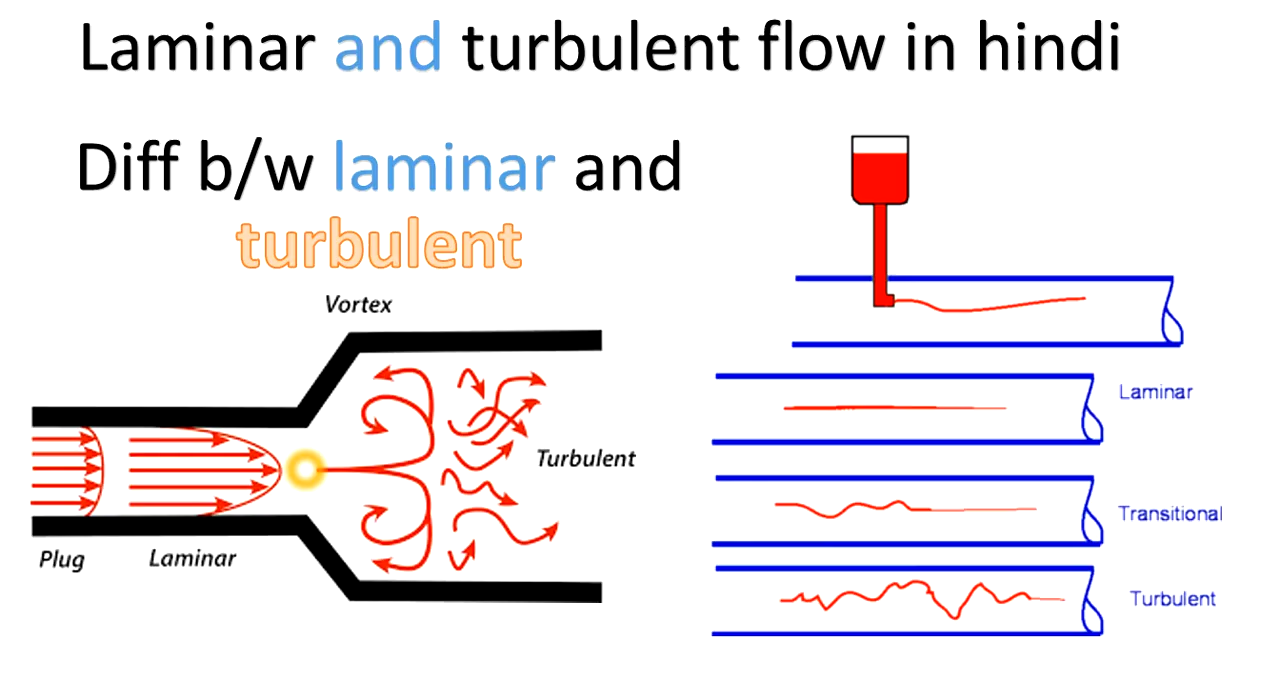 Laminar and turbulent flow in hindi
Diff b/w laminar and
turbulent
Vortex
Turbulent
Plug
Laminar
Laminar
Transitional
Turbulent